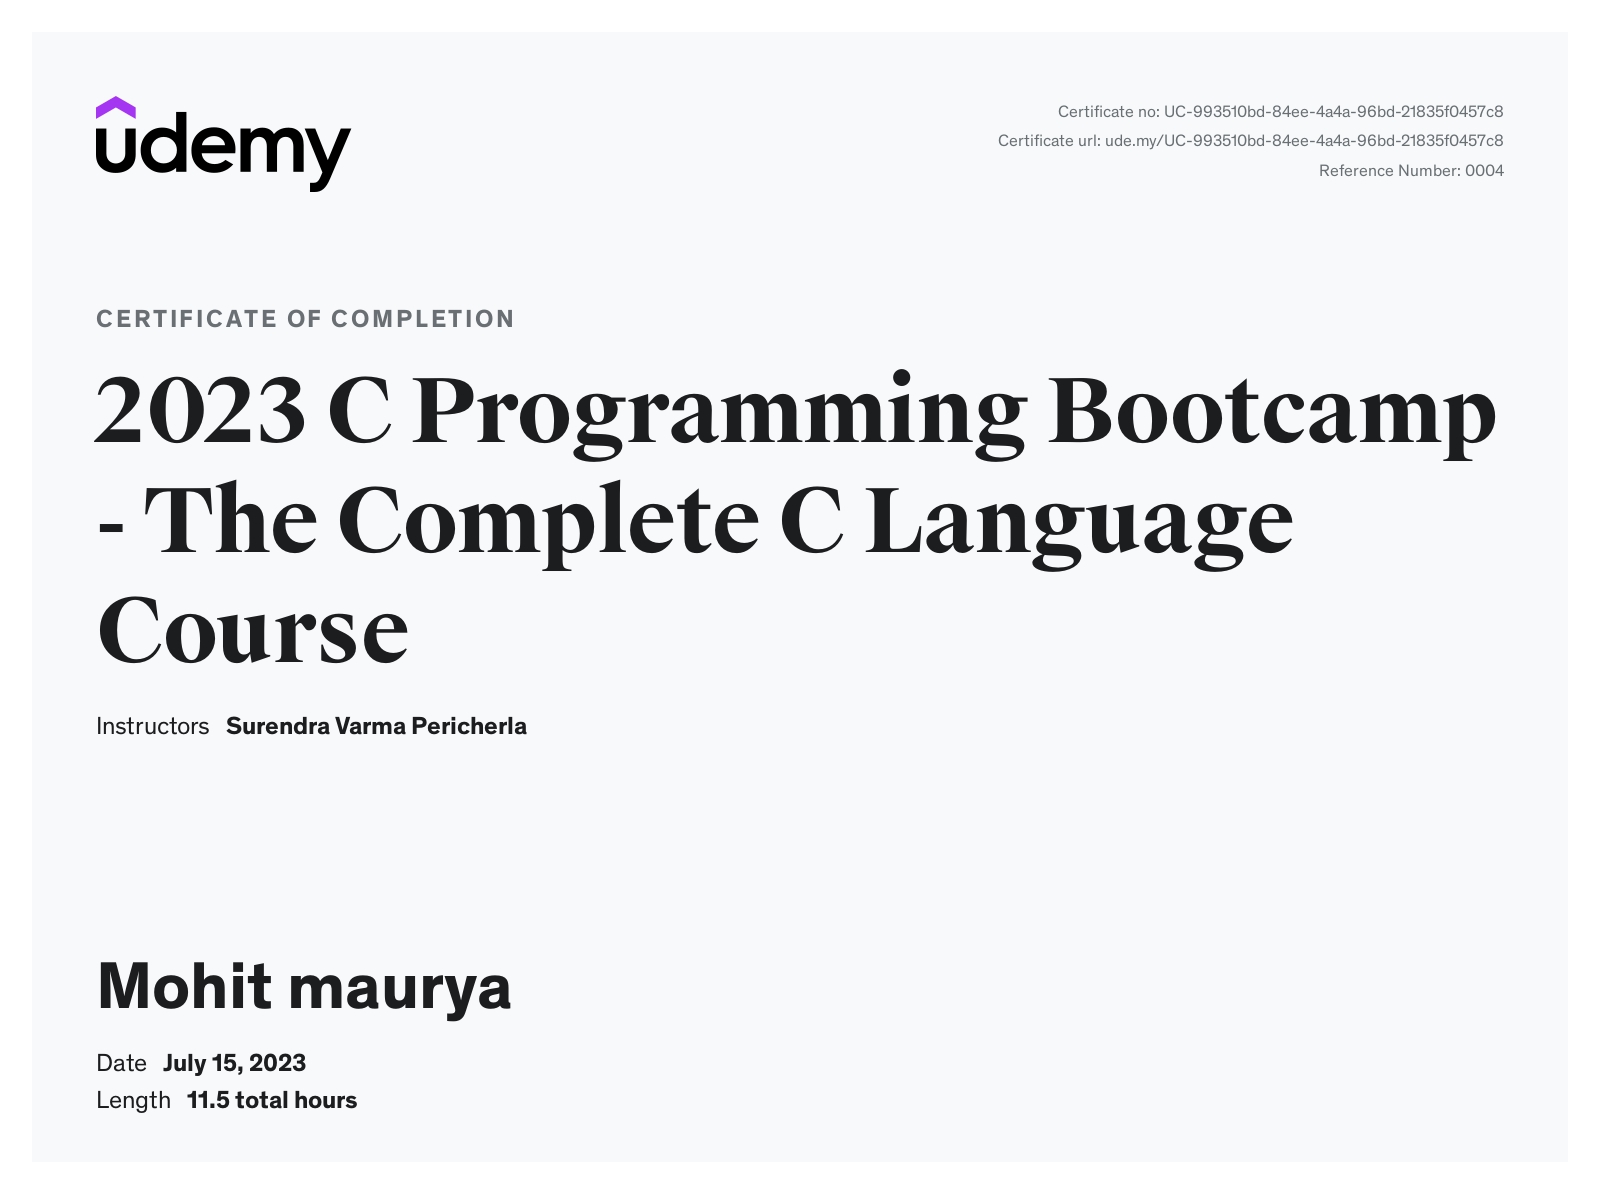 udemy
Certificate no: UC-993510bd-84ee-4a4a-96bd-21835f0457c8
Certificate url: ude.my/UC-993510bd-84ee-4a4a-96bd-21835f0457c8
Reference Number: 0004
CERTIFICATE OF COMPLETION
2023 C Programming Bootcamp
- The Complete C Language
Course
Instructors Surendra Varma Pericherla
Mohit maurya
Date July 15, 2023
Length 11.5 total hours